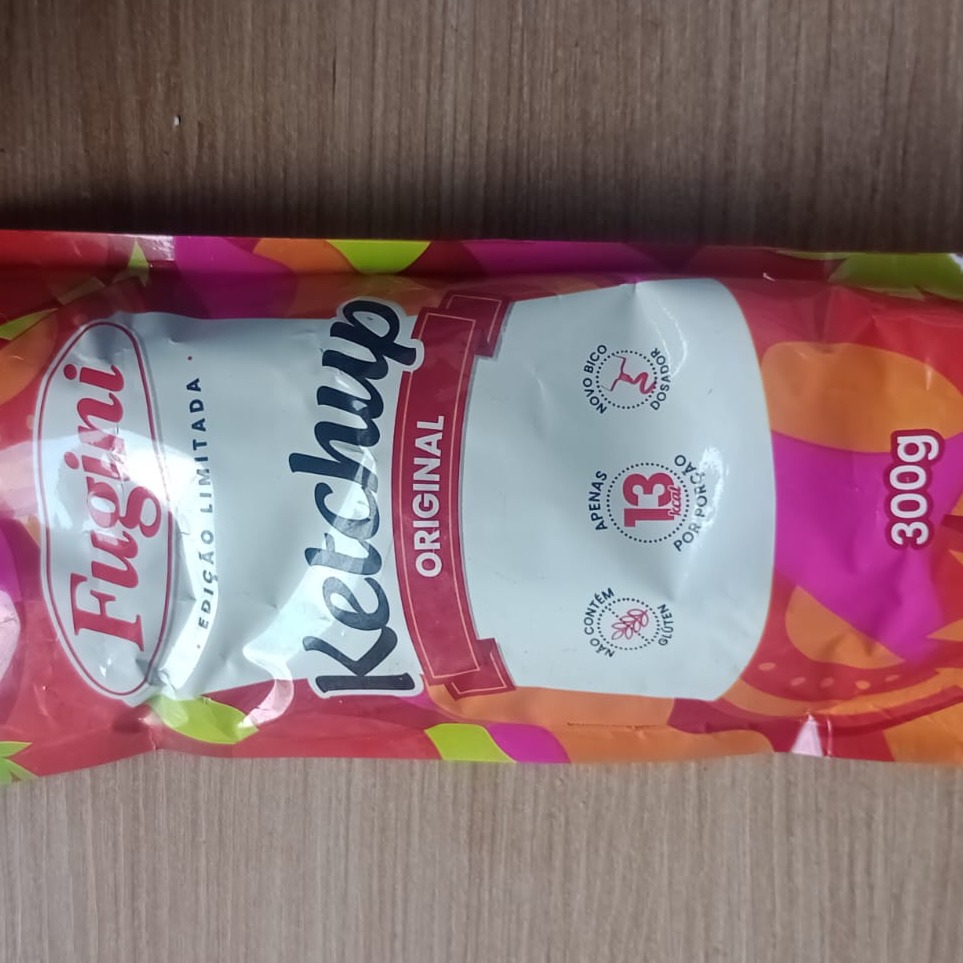 Fugini
• EDIÇÃO LIMITADA •
Ketchup
ORIGINAL
NÃO CONTÉM
GLÚTEN
APENAS
13
kcal
POR PORÇÃO
NOVO BICO
DOSADOR
300g